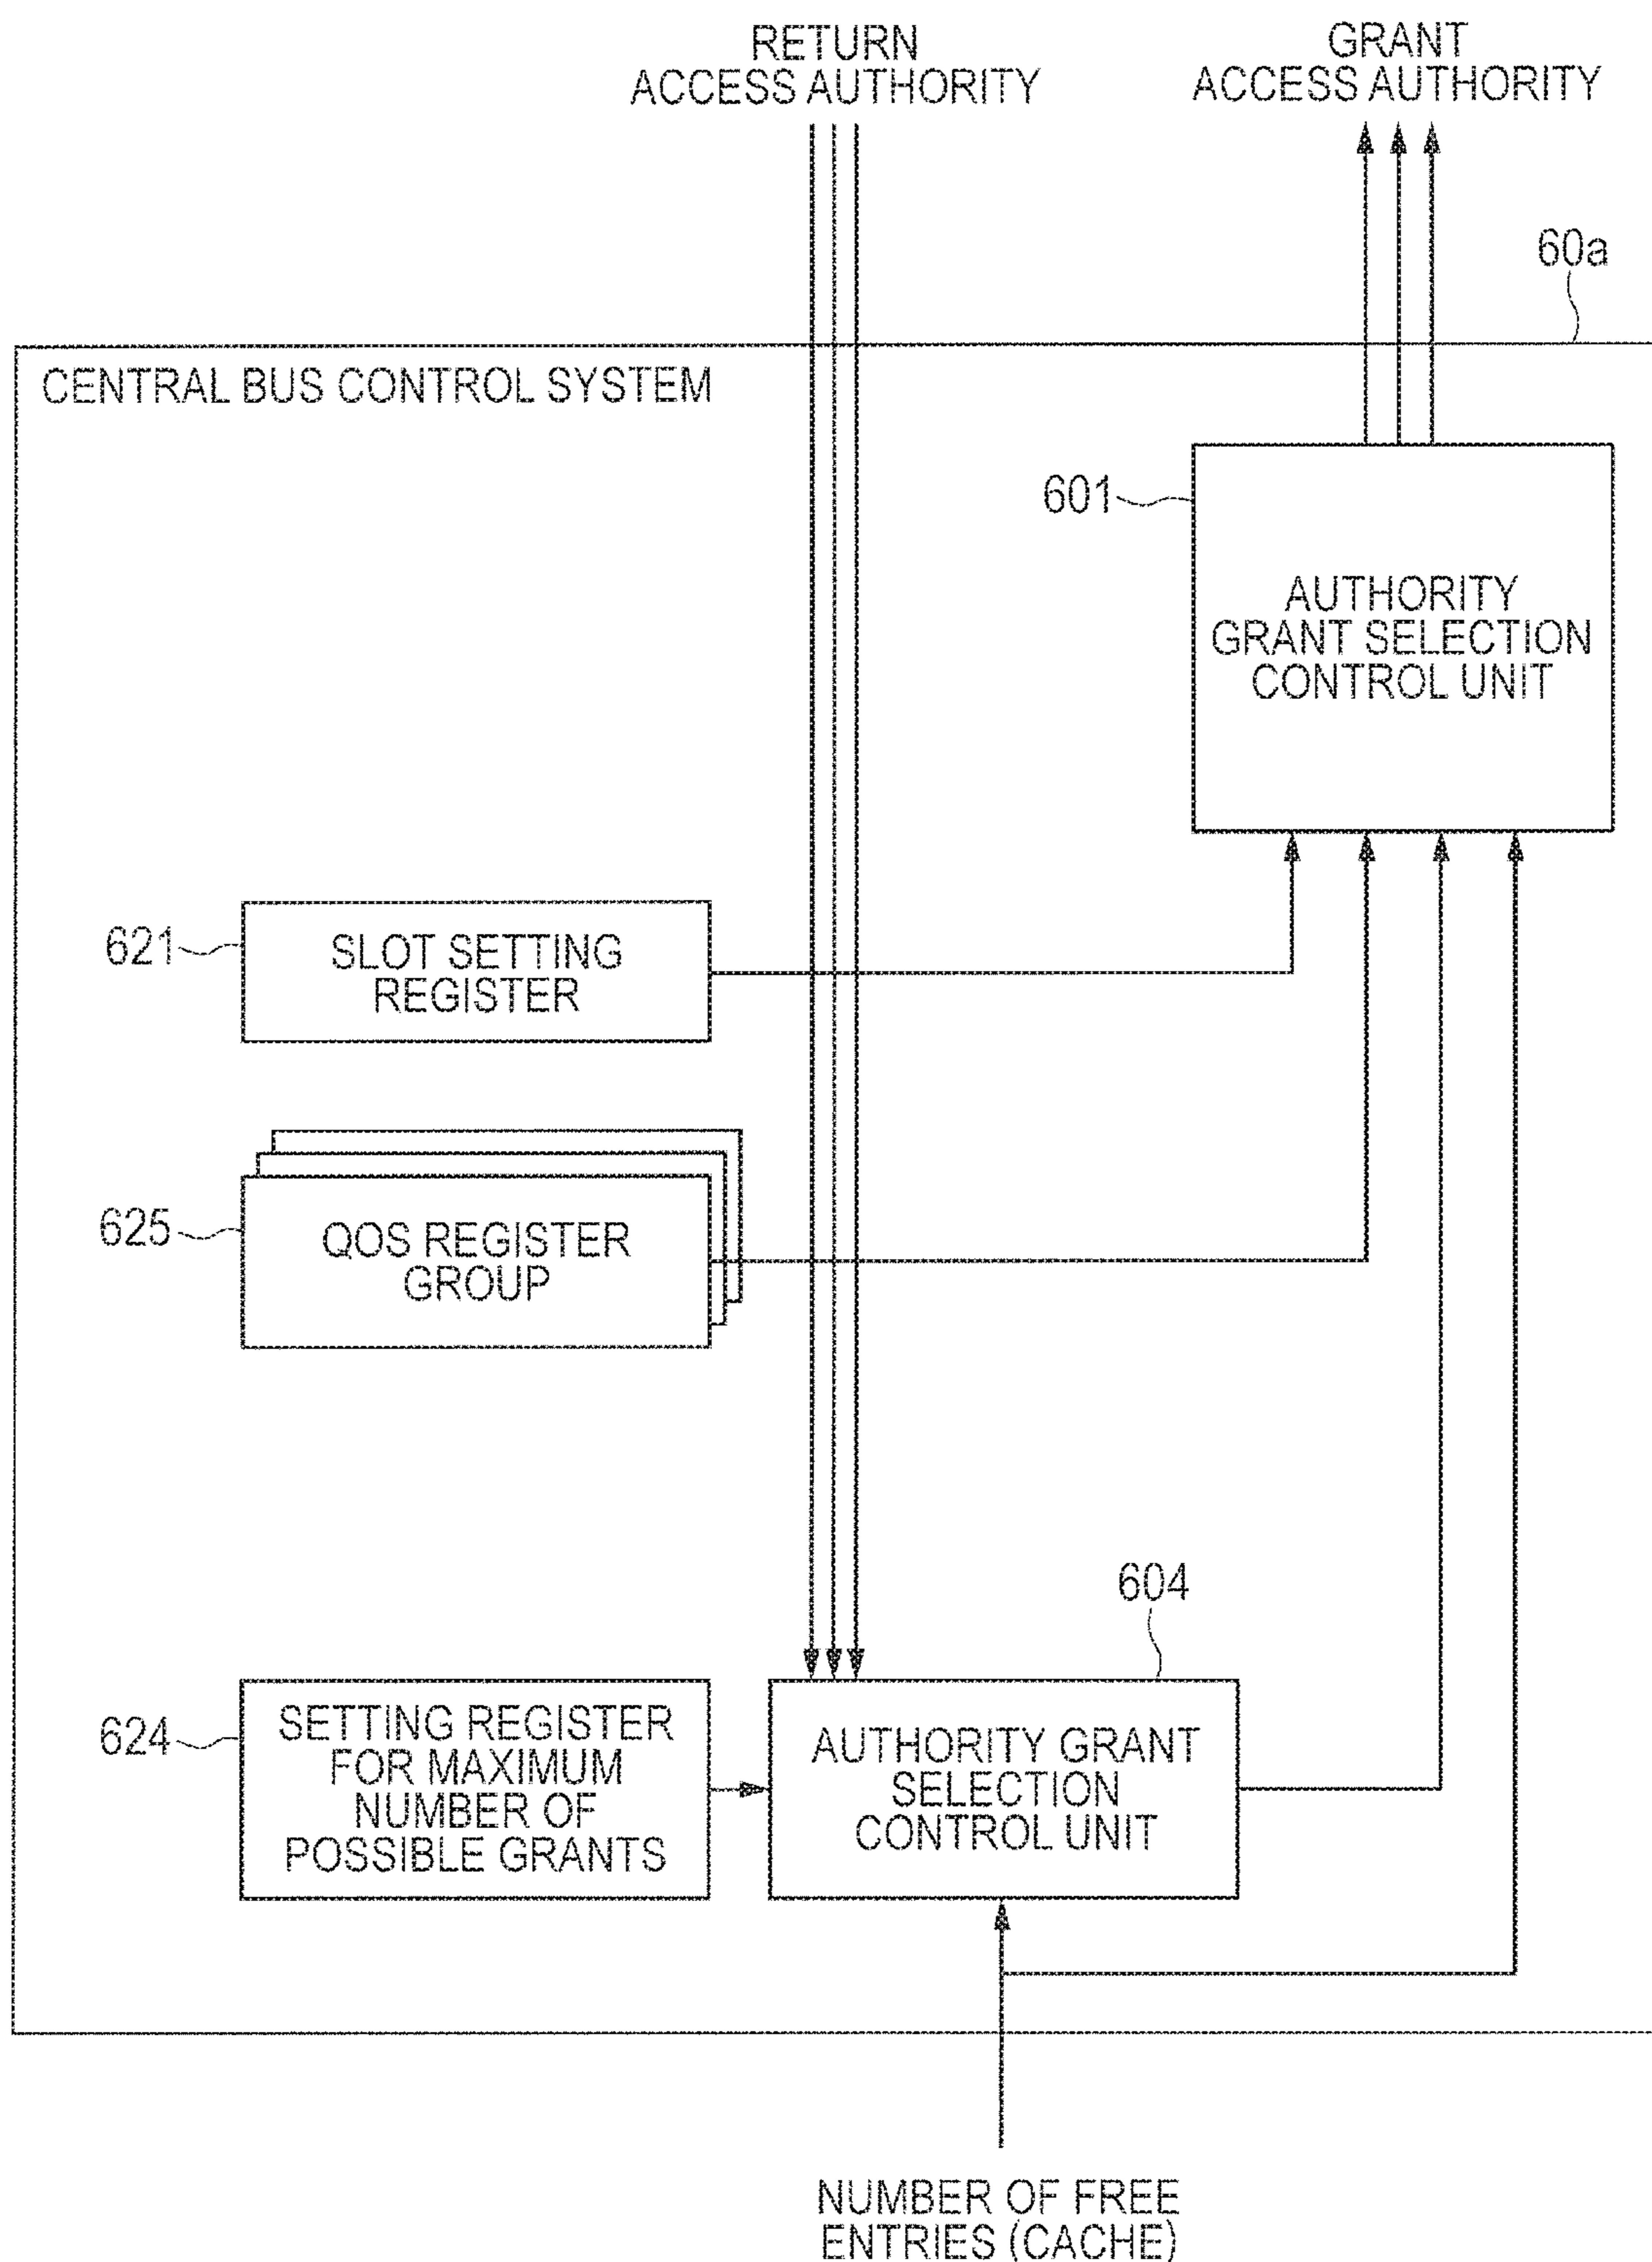 RETURN
ACCESS AUTHORITY
GRANT
ACCESS AUTHORITY
60a
CENTRAL BUS CONTROL SYSTEM
601
AUTHORITY
GRANT SELECTION
CONTROL UNIT
621
SLOT SETTING
REGISTER
625
QOS REGISTER
GROUP
604
624
SETTING REGISTER
FOR MAXIMUM
NUMBER OF
POSSIBLE GRANTS
AUTHORITY GRANT
SELECTION
CONTROL UNIT
NUMBER OF FREE
ENTRIES (CACHE)